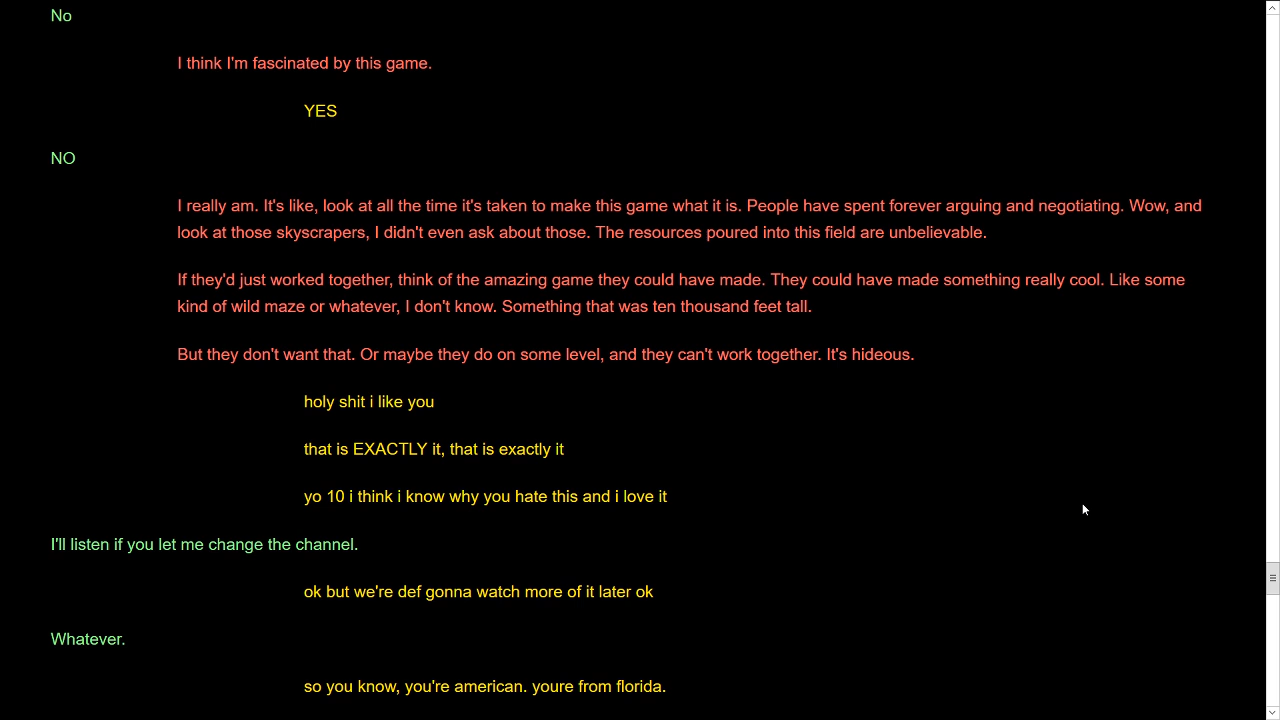 No
I think I'm fascinated by this game.
YES
NO
I really am. It's like, look at all the time it's taken to make this game what it is. People have spent forever arguing and negotiating. Wow, and
look at those skyscrapers, I didn't even ask about those. The resources poured into this field are unbelievable.
If they'd just worked together, think of the amazing game they could have made. They could have made something really cool. Like some
kind of wild maze or whatever, I don't know. Something that was ten thousand feet tall.
But they don't want that. Or maybe they do on some level, and they can't work together. It's hideous.
holy shit i like you
that is EXACTLY it, that is exactly it
yo 10 i think i know why you hate this and i love it
I'll listen if you let me change the channel.
ok but we're def gonna watch more of it later ok
Whatever.
so you know, you're american. youre from florida.